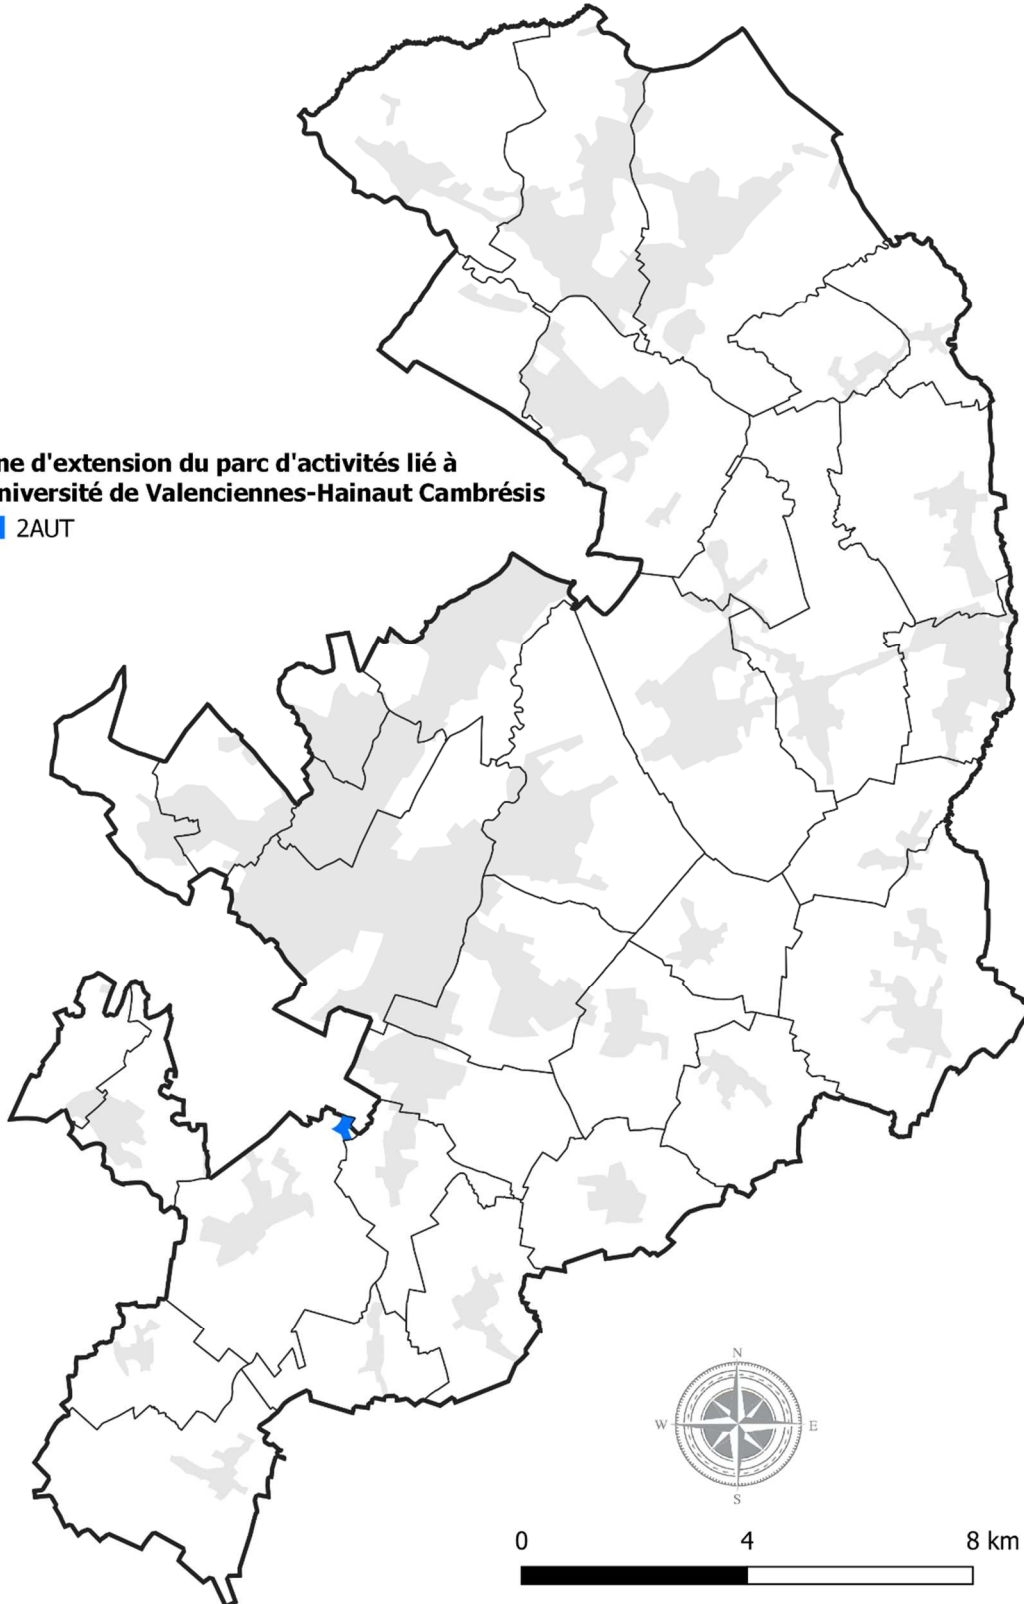 ne d'extension du parc d'activités lié à
niversité de Valenciennes-Hainaut Cambrésis
2AUT
N
W
E
S
0 4 8 km